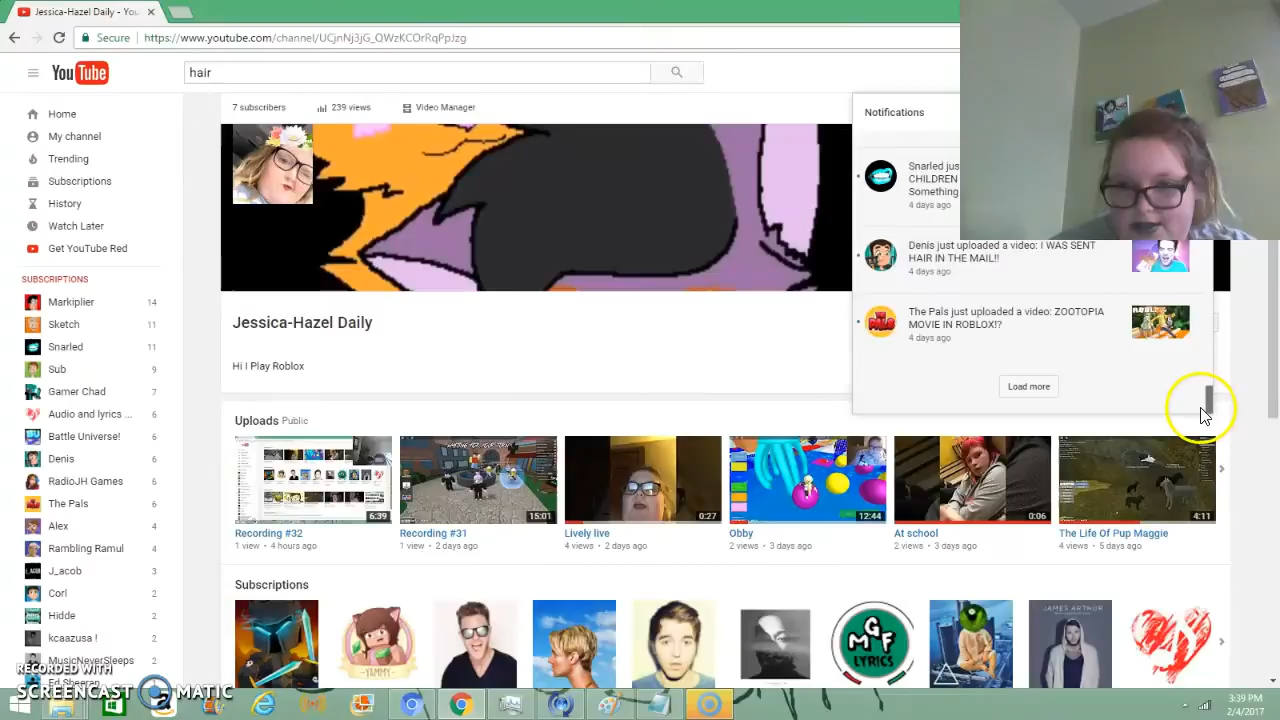 Jessica-Hazel Daily - You
Secure
https://www.youtube.com/channel/UCjnNj3jG_QWzKCOrRqPpJzg
YouTube
hair
7 subscribers
239 views
Video Manager
Notifications
Home
My channel
Trending
Subscriptions
History
Watch Later
Get YouTube Red
SUBSCRIPTIONS
Markiplier 14
Sketch 11
Snarled 11
Sub 9
Gamer Chad 7
Audio and lyrics ... 6
Battle Universe! 6
Denis 6
RadioJH Games 6
The Pals 6
Alex 4
Rambling Ramul 4
J_acob 3
Corl 2
Hidde 2
kcaazusa ! 2
MusicNeverSleeps 2
Ed Sheeran
Snarled jus
CHILDREN
Something
4 days ago
Denis just uploaded a video: I WAS SENT
HAIR IN THE MAIL!!
4 days ago
The Pals just uploaded a video: ZOOTOPIA
MOVIE IN ROBLOX!?
4 days ago
PALS
Load more
Jessica-Hazel Daily
Hi I Play Roblox
Uploads Public
6:39
15:01
0:27
12:44
0:06
4:11
Recording #32
Recording #31
Lively live
Obby
At school
The Life Of Pup Maggie
1 view • 4 hours ago
1 view • 2 days ago
4 views • 2 days ago
2 views • 3 days ago
2 views • 3 days ago
4 views • 5 days ago
Subscriptions
YAMMY
GMF
LYRICS
JAMES ARTHUR
RECORDED WITH
SCREENCAST MATIC
3:39 PM
2/4/2017